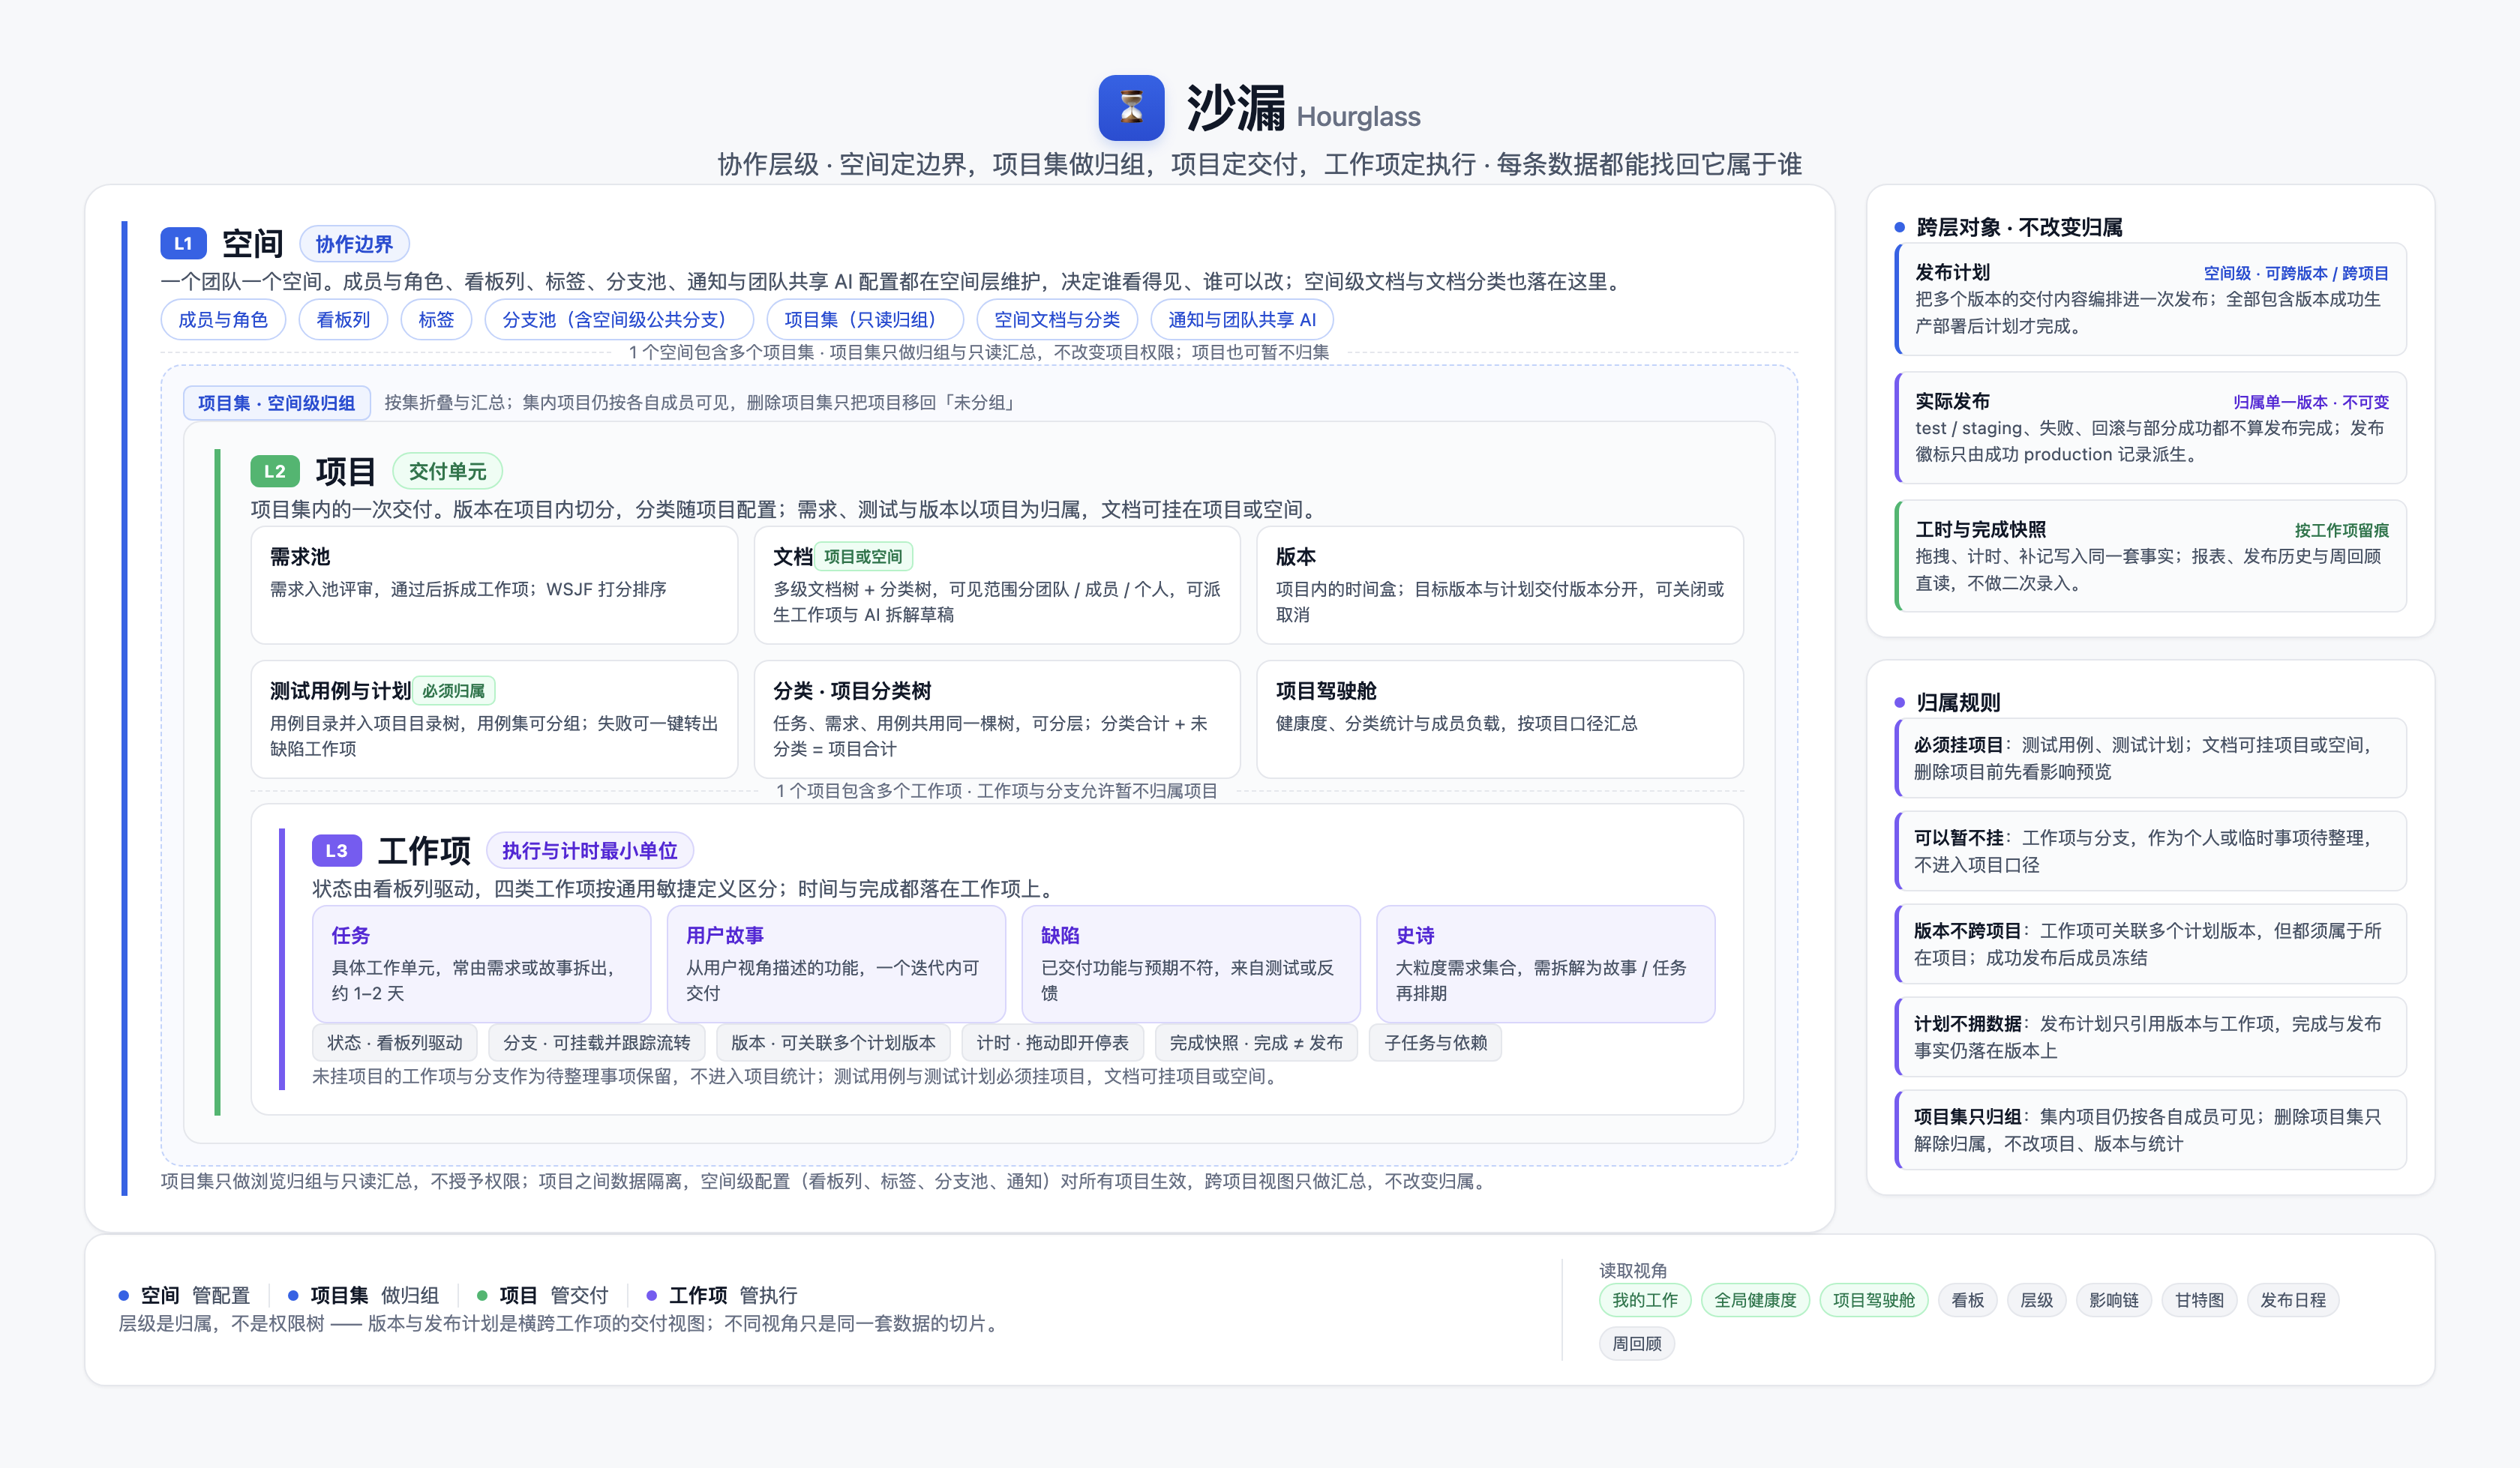 沙漏 Hourglass
协作层级 · 空间定边界，项目集做归组，项目定交付，工作项定执行 · 每条数据都能找回它属于谁
L1 空间 协作边界
一个团队一个空间。成员与角色、看板列、标签、分支池、通知与团队共享 AI 配置都在空间层维护，决定谁看得见、谁可以改；空间级文档与文档分类也落在这里。
成员与角色 看板列 标签 分支池（含空间级公共分支） 项目集（只读归组） 空间文档与分类 通知与团队共享 AI
1 个空间包含多个项目集 · 项目集只做归组与只读汇总，不改变项目权限；项目也可暂不归集
项目集 · 空间级归组 按集折叠与汇总；集内项目仍按各自成员可见，删除项目集只把项目移回「未分组」
L2 项目 交付单元
项目集内的一次交付。版本在项目内切分，分类随项目配置；需求、测试与版本以项目为归属，文档可挂在项目或空间。
需求池
需求入池评审，通过后拆成工作项；WSJF 打分排序
文档 项目或空间
多级文档树 + 分类树，可见范围分团队 / 成员 / 个人，可派
生工作项与 AI 拆解草稿
版本
项目内的时间盒；目标版本与计划交付版本分开，可关闭或
取消
测试用例与计划 必须归属
用例目录并入项目目录树，用例集可分组；失败可一键转出
缺陷工作项
分类 · 项目分类树
任务、需求、用例共用同一棵树，可分层；分类合计 + 未
分类 = 项目合计
项目驾驶舱
健康度、分类统计与成员负载，按项目口径汇总
1 个项目包含多个工作项 · 工作项与分支允许暂不归属项目
L3 工作项 执行与计时最小单位
状态由看板列驱动，四类工作项按通用敏捷定义区分；时间与完成都落在工作项上。
任务
具体工作单元，常由需求或故事拆出，
约 1–2 天
用户故事
从用户视角描述的功能，一个迭代内可
交付
缺陷
已交付功能与预期不符，来自测试或反
馈
史诗
大粒度需求集合，需拆解为故事 / 任务
再排期
状态 · 看板列驱动 分支 · 可挂载并跟踪流转 版本 · 可关联多个计划版本 计时 · 拖动即开停表 完成快照 · 完成 ≠ 发布 子任务与依赖
未挂项目的工作项与分支作为待整理事项保留，不进入项目统计；测试用例与测试计划必须挂项目，文档可挂项目或空间。
项目集只做浏览归组与只读汇总，不授予权限；项目之间数据隔离，空间级配置（看板列、标签、分支池、通知）对所有项目生效，跨项目视图只做汇总，不改变归属。
跨层对象 · 不改变归属
发布计划 空间级 · 可跨版本 / 跨项目
把多个版本的交付内容编排进一次发布；全部包含版本成功生
产部署后计划才完成。
实际发布 归属单一版本 · 不可变
test / staging、失败、回滚与部分成功都不算发布完成；发布
徽标只由成功 production 记录派生。
工时与完成快照 按工作项留痕
拖拽、计时、补记写入同一套事实；报表、发布历史与周回顾
直读，不做二次录入。
归属规则
必须挂项目：测试用例、测试计划；文档可挂项目或空间，
删除项目前先看影响预览
可以暂不挂：工作项与分支，作为个人或临时事项待整理，
不进入项目口径
版本不跨项目：工作项可关联多个计划版本，但都须属于所
在项目；成功发布后成员冻结
计划不拥数据：发布计划只引用版本与工作项，完成与发布
事实仍落在版本上
项目集只归组：集内项目仍按各自成员可见；删除项目集只
解除归属，不改项目、版本与统计
空间 管配置 项目集 做归组 项目 管交付 工作项 管执行
层级是归属，不是权限树 —— 版本与发布计划是横跨工作项的交付视图；不同视角只是同一套数据的切片。
读取视角
我的工作 全局健康度 项目驾驶舱 看板 层级 影响链 甘特图 发布日程
周回顾